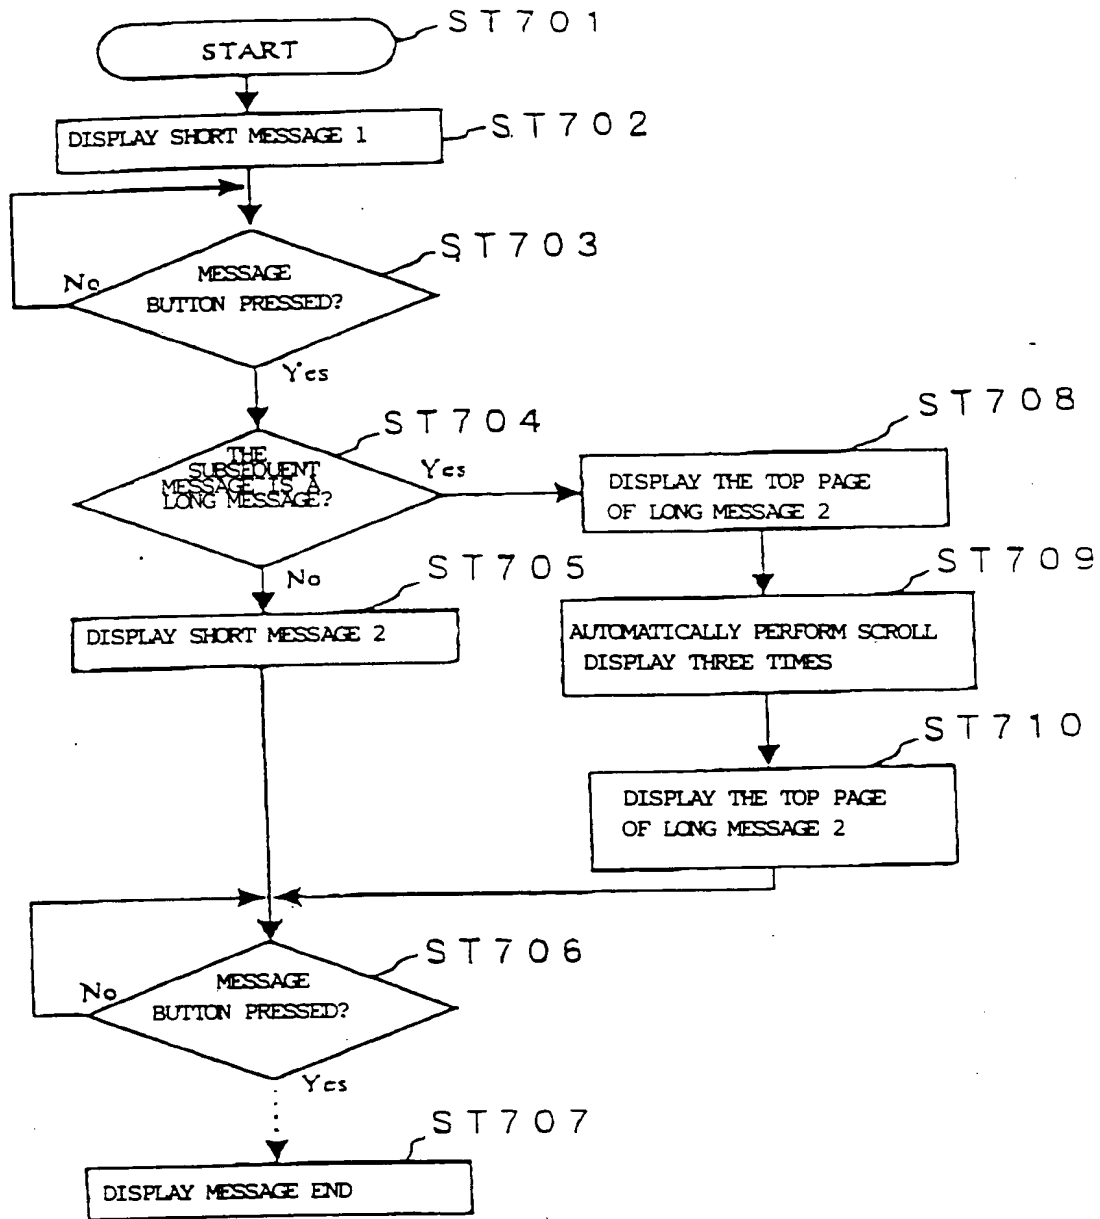 START
ST701
DISPLAY SHORT MESSAGE 1
ST702
MESSAGE
BUTTON PRESSED?
ST703
No
Yes
THE
SUBSEQUENT
MESSAGE IS A
LONG MESSAGE?
ST704
Yes
No
DISPLAY THE TOP PAGE
OF LONG MESSAGE 2
ST708
DISPLAY SHORT MESSAGE 2
ST705
AUTOMATICALLY PERFORM SCROLL
DISPLAY THREE TIMES
ST709
DISPLAY THE TOP PAGE
OF LONG MESSAGE 2
ST710
MESSAGE
BUTTON PRESSED?
ST706
No
Yes
DISPLAY MESSAGE END
ST707